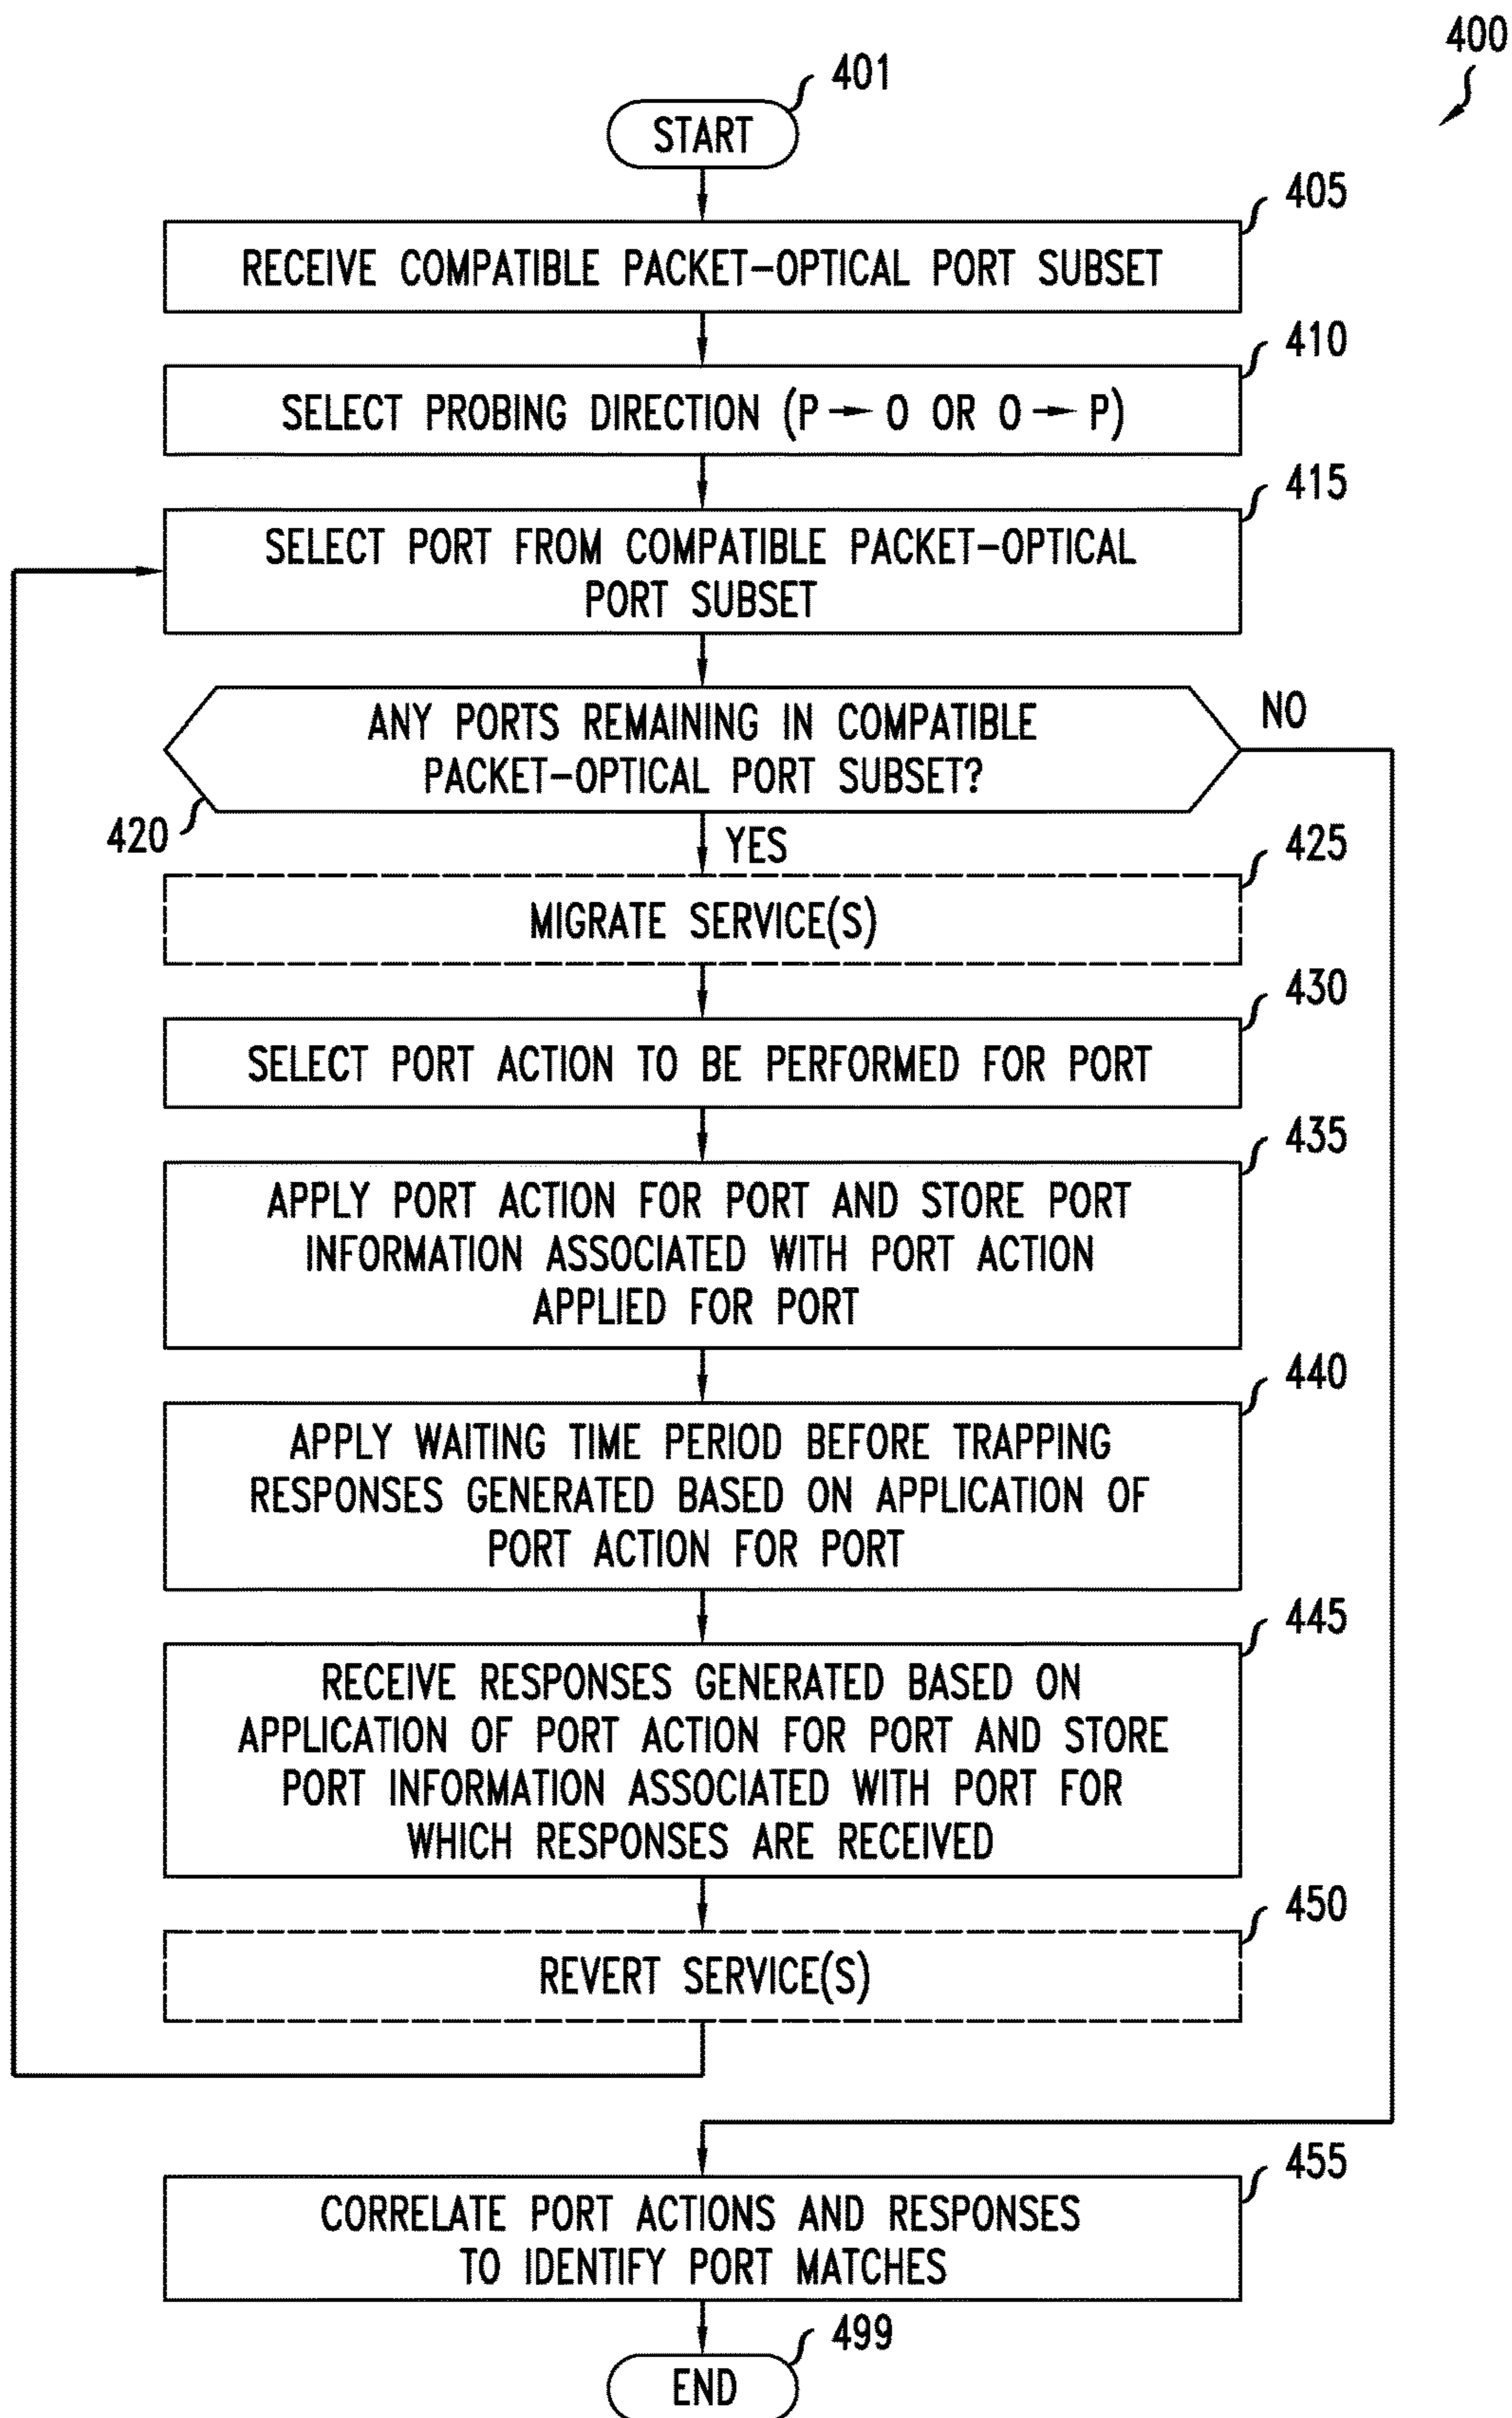 400
401
START
405
RECEIVE COMPATIBLE PACKET-OPTICAL PORT SUBSET
410
SELECT PROBING DIRECTION (P → O OR O → P)
415
SELECT PORT FROM COMPATIBLE PACKET-OPTICAL
PORT SUBSET
ANY PORTS REMAINING IN COMPATIBLE
PACKET-OPTICAL PORT SUBSET?
NO
420
YES
425
MIGRATE SERVICE(S)
430
SELECT PORT ACTION TO BE PERFORMED FOR PORT
435
APPLY PORT ACTION FOR PORT AND STORE PORT
INFORMATION ASSOCIATED WITH PORT ACTION
APPLIED FOR PORT
440
APPLY WAITING TIME PERIOD BEFORE TRAPPING
RESPONSES GENERATED BASED ON APPLICATION OF
PORT ACTION FOR PORT
445
RECEIVE RESPONSES GENERATED BASED ON
APPLICATION OF PORT ACTION FOR PORT AND STORE
PORT INFORMATION ASSOCIATED WITH PORT FOR
WHICH RESPONSES ARE RECEIVED
450
REVERT SERVICE(S)
455
CORRELATE PORT ACTIONS AND RESPONSES
TO IDENTIFY PORT MATCHES
499
END